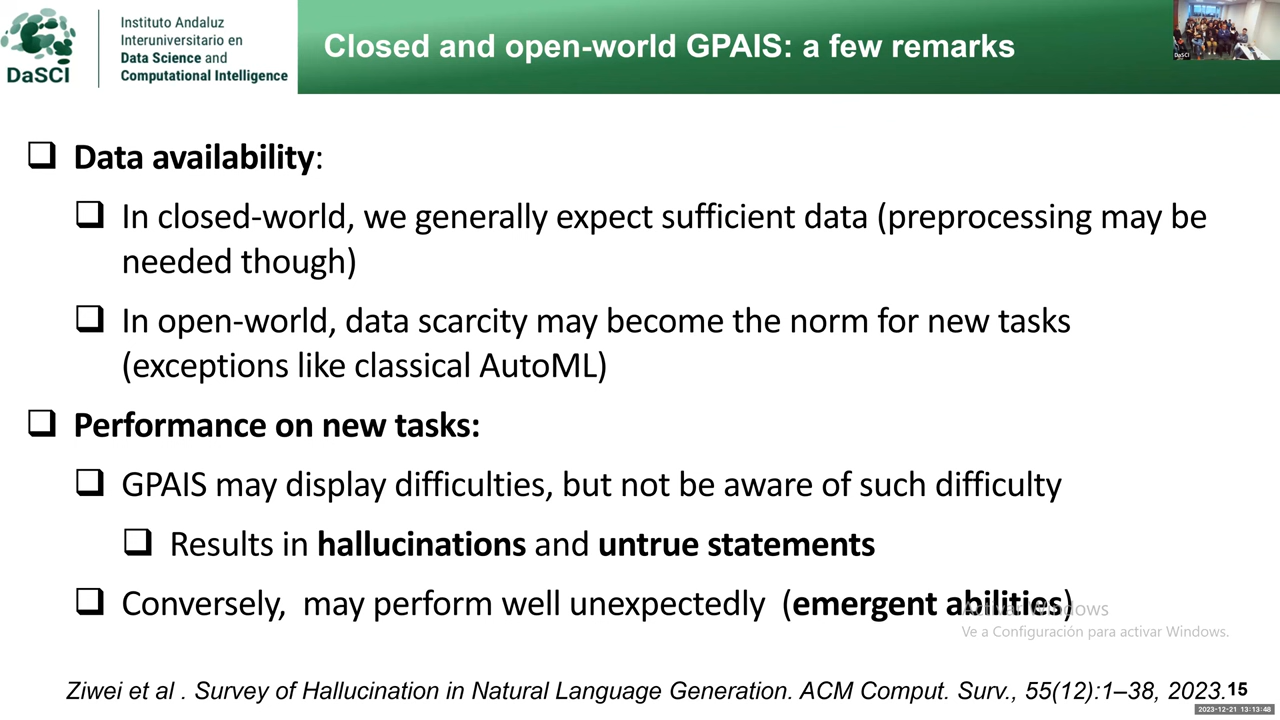 DaSCI
Instituto Andaluz
Interuniversitario en
Data Science and
Computational Intelligence
Closed and open-world GPAIS: a few remarks
DaSCI
❑ Data availability:
❑ In closed-world, we generally expect sufficient data (preprocessing may be
needed though)
❑ In open-world, data scarcity may become the norm for new tasks
(exceptions like classical AutoML)
❑ Performance on new tasks:
❑ GPAIS may display difficulties, but not be aware of such difficulty
❑ Results in hallucinations and untrue statements
❑ Conversely, may perform well unexpectedly (emergent abilities)
Activar Windows
Ve a Configuración para activar Windows.
Ziwei et al . Survey of Hallucination in Natural Language Generation. ACM Comput. Surv., 55(12):1–38, 2023.
15
2023-12-21 13:13:48